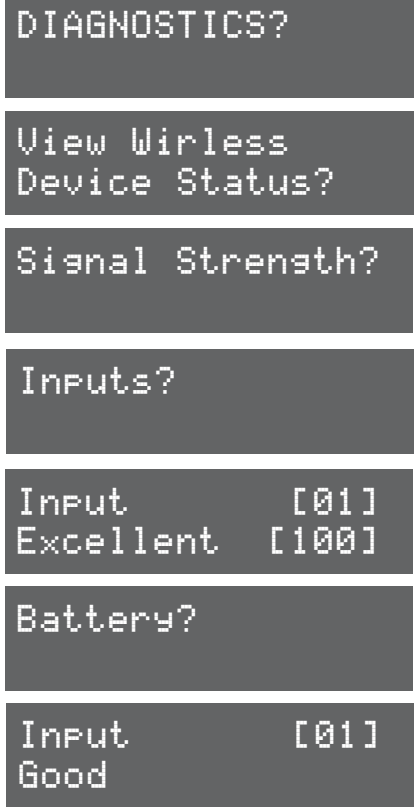 DIAGNOSTICS?
View Wirless
Device Status?
Signal Strength?
Inputs?
Input [01]
Excellent [100]
Battery?
Input [01]
Good